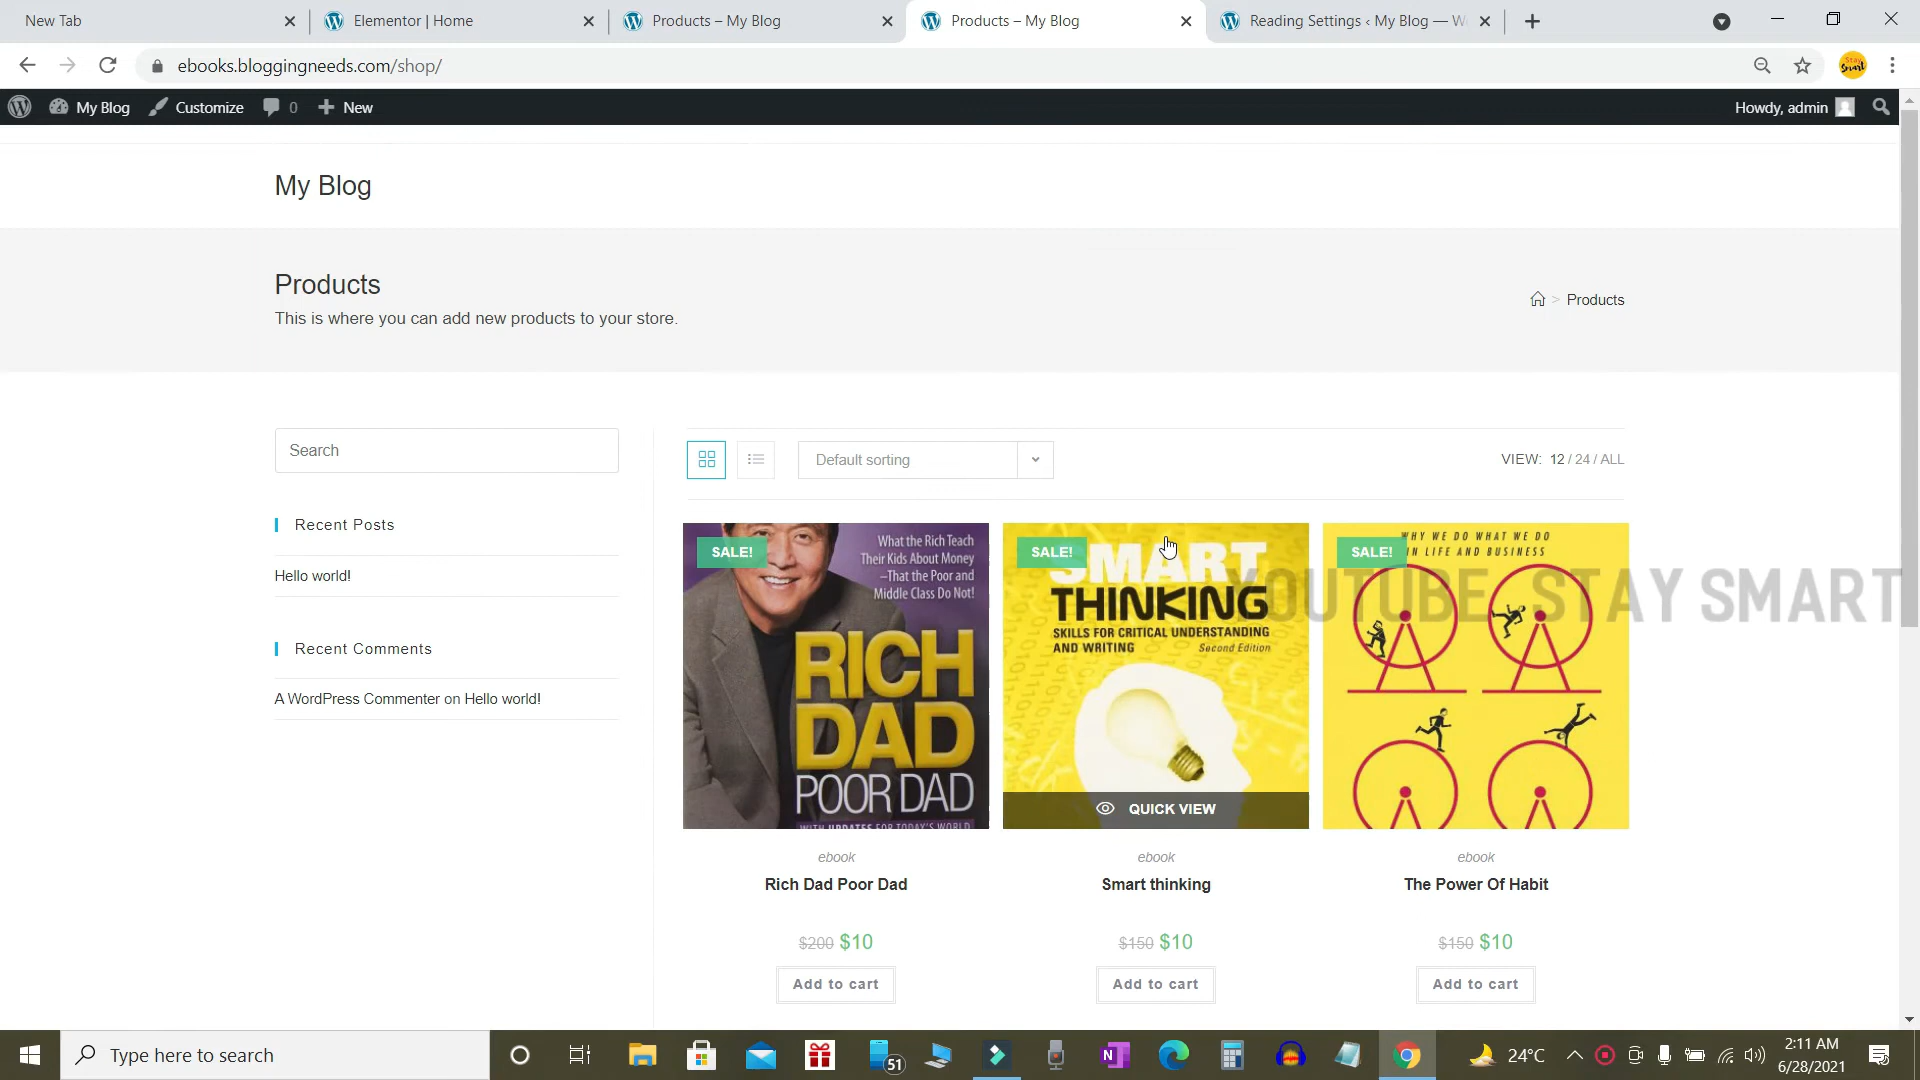 New Tab
Elementor | Home
Products – My Blog
Products – My Blog
Reading Settings ‹ My Blog — W
ebooks.bloggingneeds.com/shop/
Stay Smart
My Blog
Customize
0
New
Howdy, admin
My Blog
Products
This is where you can add new products to your store.
> Products
Search
Default sorting
VIEW: 12 / 24 / ALL
Recent Posts
Hello world!
Recent Comments
A WordPress Commenter on Hello world!
SALE!
What the Rich Teach
Their Kids About Money
—That the Poor and
Middle Class Do Not!
RICH
DAD
POOR DAD
WITH UPDATES FOR TODAY'S WORLD
SALE!
SMART
THINKING
SKILLS FOR CRITICAL UNDERSTANDING
AND WRITING Second Edition
QUICK VIEW
SALE!
WHY WE DO WHAT WE DO
IN LIFE AND BUSINESS
YOUTUBE STAY SMART
ebook
Rich Dad Poor Dad
$200 $10
Add to cart
ebook
Smart thinking
$150 $10
Add to cart
ebook
The Power Of Habit
$150 $10
Add to cart
Type here to search
51
N
24°C
2:11 AM
6/28/2021